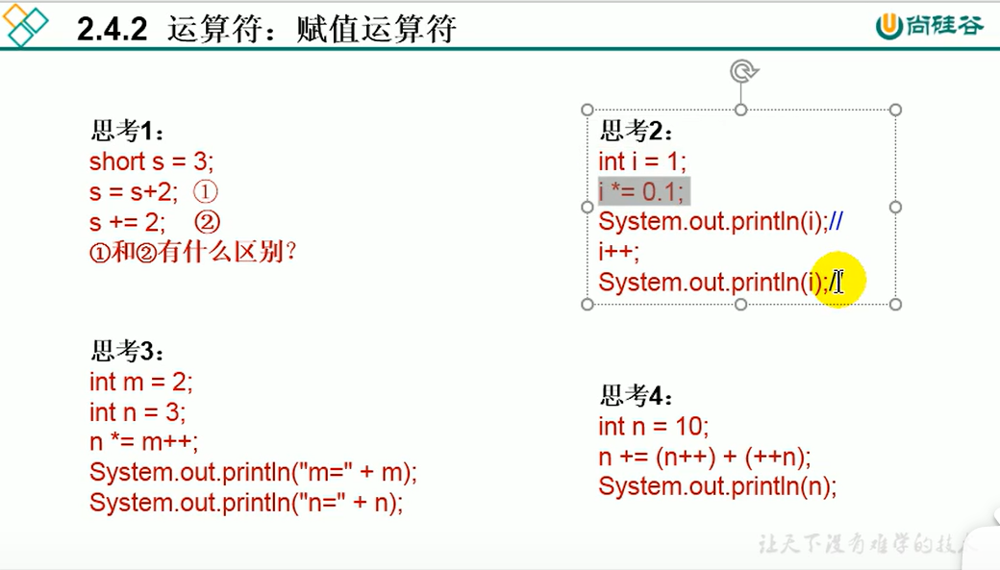 2.4.2 运算符：赋值运算符
尚硅谷
思考1：
short s = 3;
s = s+2; ①
s += 2; ②
①和②有什么区别？
思考2：
int i = 1;
i *= 0.1;
System.out.println(i);//
i++;
System.out.println(i);//
思考3：
int m = 2;
int n = 3;
n *= m++;
System.out.println("m=" + m);
System.out.println("n=" + n);
思考4：
int n = 10;
n += (n++) + (++n);
System.out.println(n);
让天下没有难学的技